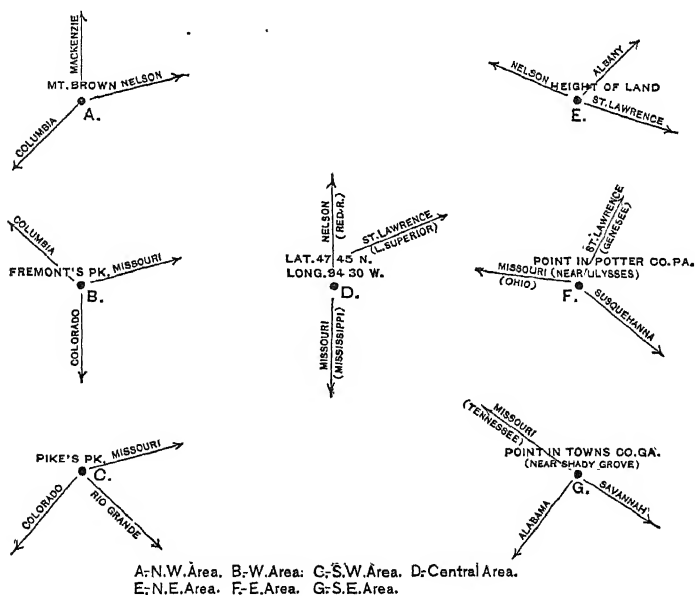 MACKENZIE
MT. BROWN NELSON
A.
COLUMBIA
NELSON
ALBANY
HEIGHT OF LAND
ST. LAWRENCE
E.
COLUMBIA
FREMONT'S PK. MISSOURI
B.
COLORADO
NELSON
(RED.R.)
ST. LAWRENCE
(L. SUPERIOR)
LAT. 47 45 N.
LONG. 94 30 W.
D.
MISSOURI
(MISSISSIPPI)
ST. LAWRENCE
(GENESEE)
POINT IN POTTER CO. PA.
MISSOURI (NEAR ULYSSES)
(OHIO)
F.
SUSQUEHANNA
PIKE'S PK. MISSOURI
C.
COLORADO
RIO GRANDE
MISSOURI
(TENNESSEE)
POINT IN TOWNS CO. GA.
(NEAR SHADY GROVE)
G.
SAVANNAH
ALABAMA
A.-N.W. Area. B.-W. Area. C.-S.W. Area. D.-Central Area.
E.-N.E. Area. F.-E. Area. G.-S.E. Area.